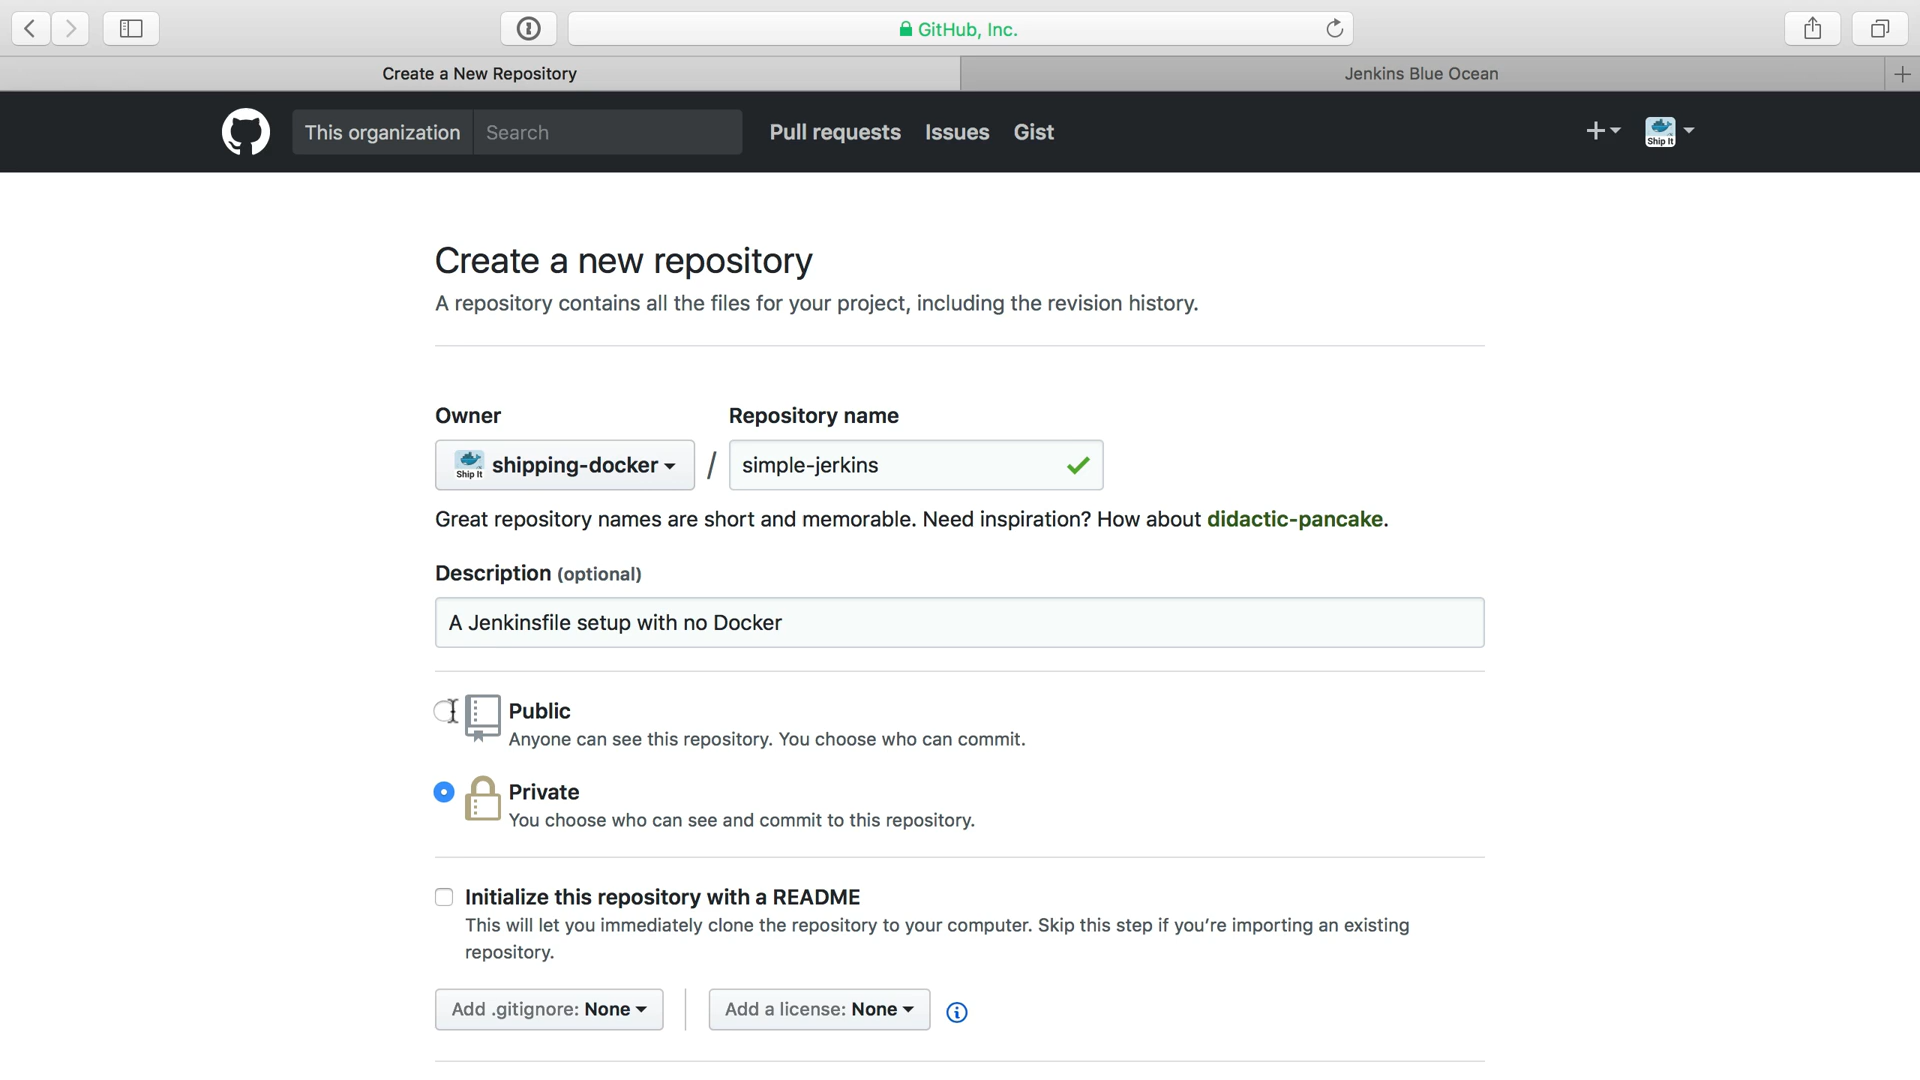 GitHub, Inc.
Create a New Repository
Jenkins Blue Ocean
This organization
Search
Pull requests
Issues
Gist
Ship It
Create a new repository
A repository contains all the files for your project, including the revision history.
Owner
Repository name
Ship It shipping-docker / simple-jerkins
Great repository names are short and memorable. Need inspiration? How about didactic-pancake.
Description (optional)
A Jenkinsfile setup with no Docker
Public
Anyone can see this repository. You choose who can commit.
Private
You choose who can see and commit to this repository.
Initialize this repository with a README
This will let you immediately clone the repository to your computer. Skip this step if you’re importing an existing
repository.
Add .gitignore: None
Add a license: None